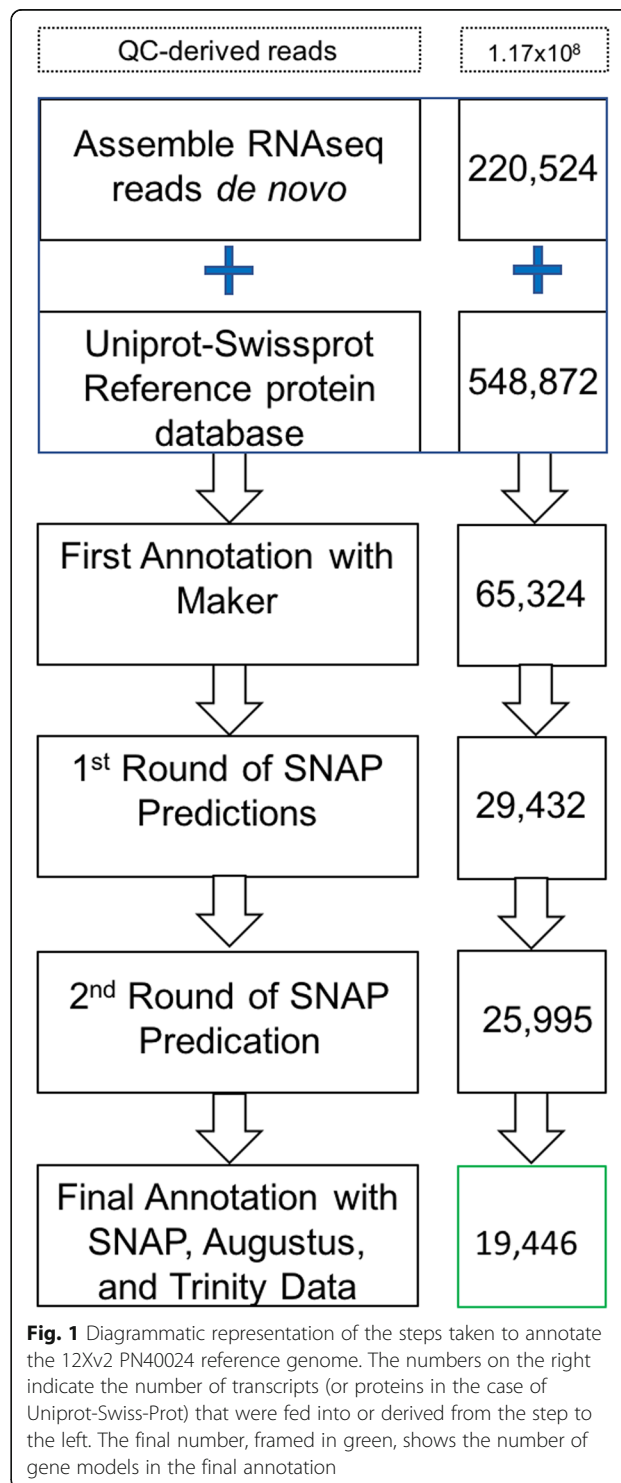 QC-derived reads
1.17x10⁸
Assemble RNAseq
reads de novo
220,524
+
+
Uniprot-Swissprot
Reference protein
database
548,872
First Annotation with
Maker
65,324
1st Round of SNAP
Predictions
29,432
2nd Round of SNAP
Predication
25,995
Final Annotation with
SNAP, Augustus,
and Trinity Data
19,446
Fig. 1 Diagrammatic representation of the steps taken to annotate
the 12Xv2 PN40024 reference genome. The numbers on the right
indicate the number of transcripts (or proteins in the case of
Uniprot-Swiss-Prot) that were fed into or derived from the step to
the left. The final number, framed in green, shows the number of
gene models in the final annotation